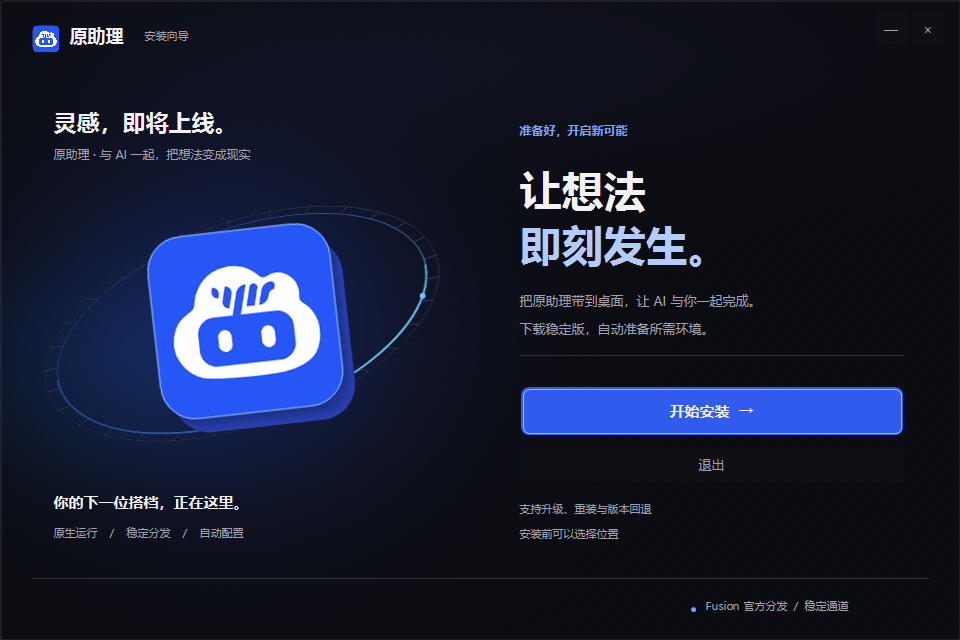 原助理 安装向导
灵感，即将上线。
原助理 · 与 AI 一起，把想法变成现实
你的下一位搭档，正在这里。
原生运行 / 稳定分发 / 自动配置
准备好，开启新可能
让想法
即刻发生。
把原助理带到桌面，让 AI 与你一起完成。
下载稳定版，自动准备所需环境。
开始安装 →
退出
支持升级、重装与版本回退
安装前可以选择位置
Fusion 官方分发 / 稳定通道